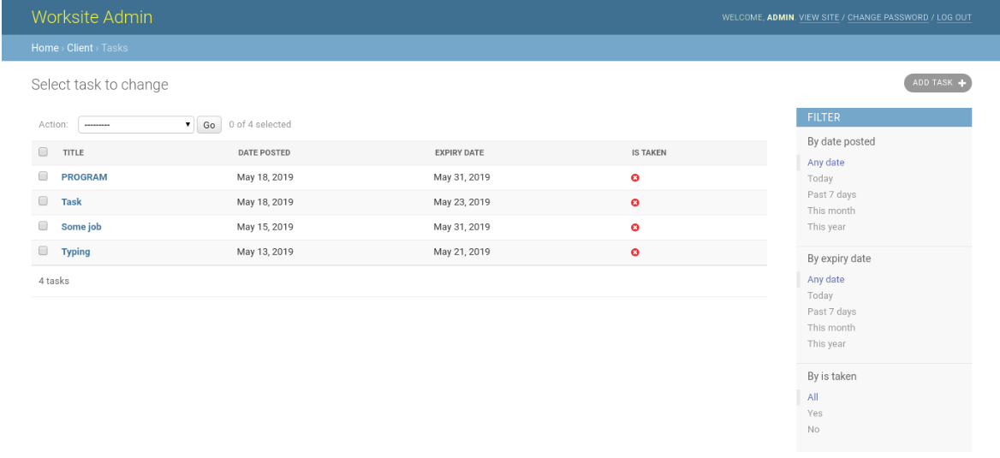 Worksite Admin
WELCOME, ADMIN. VIEW SITE / CHANGE PASSWORD / LOG OUT
Home › Client › Tasks
Select task to change
ADD TASK +
Action: --------- Go 0 of 4 selected
TITLE DATE POSTED EXPIRY DATE IS TAKEN
PROGRAM May 18, 2019 May 31, 2019
Task May 18, 2019 May 23, 2019
Some job May 15, 2019 May 31, 2019
Typing May 13, 2019 May 21, 2019
4 tasks
FILTER
By date posted
Any date
Today
Past 7 days
This month
This year
By expiry date
Any date
Today
Past 7 days
This month
This year
By is taken
All
Yes
No